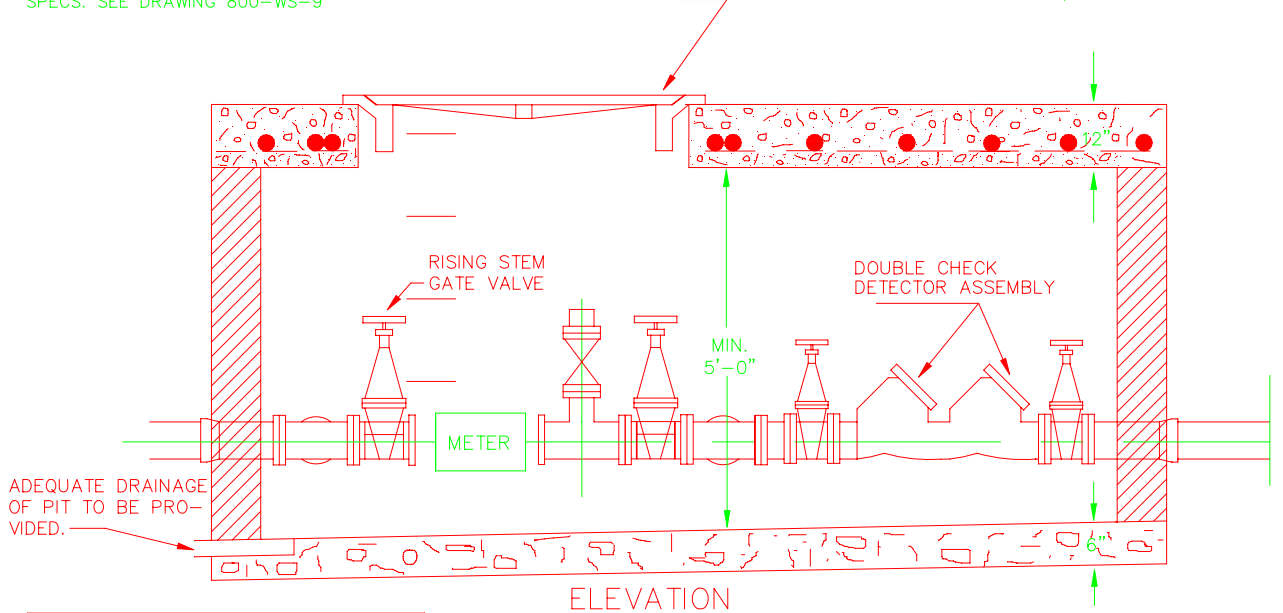 SPECS. SEE DRAWING 800-WS-9
12"
RISING STEM
GATE VALVE
DOUBLE CHECK
DETECTOR ASSEMBLY
MIN.
5'-0"
METER
ADEQUATE DRAINAGE
OF PIT TO BE PRO-
VIDED.
6"
ELEVATION